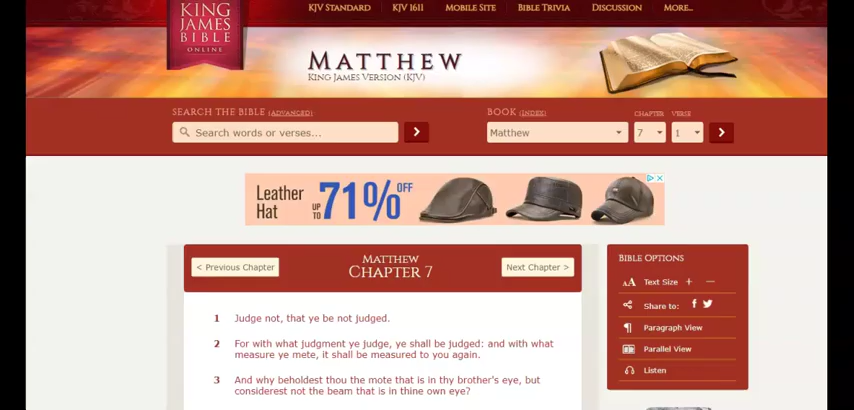 KING
JAMES
BIBLE
ONLINE
KJV STANDARD KJV 1611 MOBILE SITE BIBLE TRIVIA DISCUSSION MORE...
MATTHEW
KING JAMES VERSION (KJV)
SEARCH THE BIBLE (ADVANCED) BOOK (INDEX) CHAPTER VERSE
Search words or verses... Matthew 7 1
Leather Hat UP TO 71% OFF
< Previous Chapter
MATTHEW
CHAPTER 7
Next Chapter >
1 Judge not, that ye be not judged.
2 For with what judgment ye judge, ye shall be judged: and with what
measure ye mete, it shall be measured to you again.
3 And why beholdest thou the mote that is in thy brother's eye, but
considerest not the beam that is in thine own eye?
BIBLE OPTIONS
AA Text Size + —
Share to: f
¶ Paragraph View
Parallel View
Listen